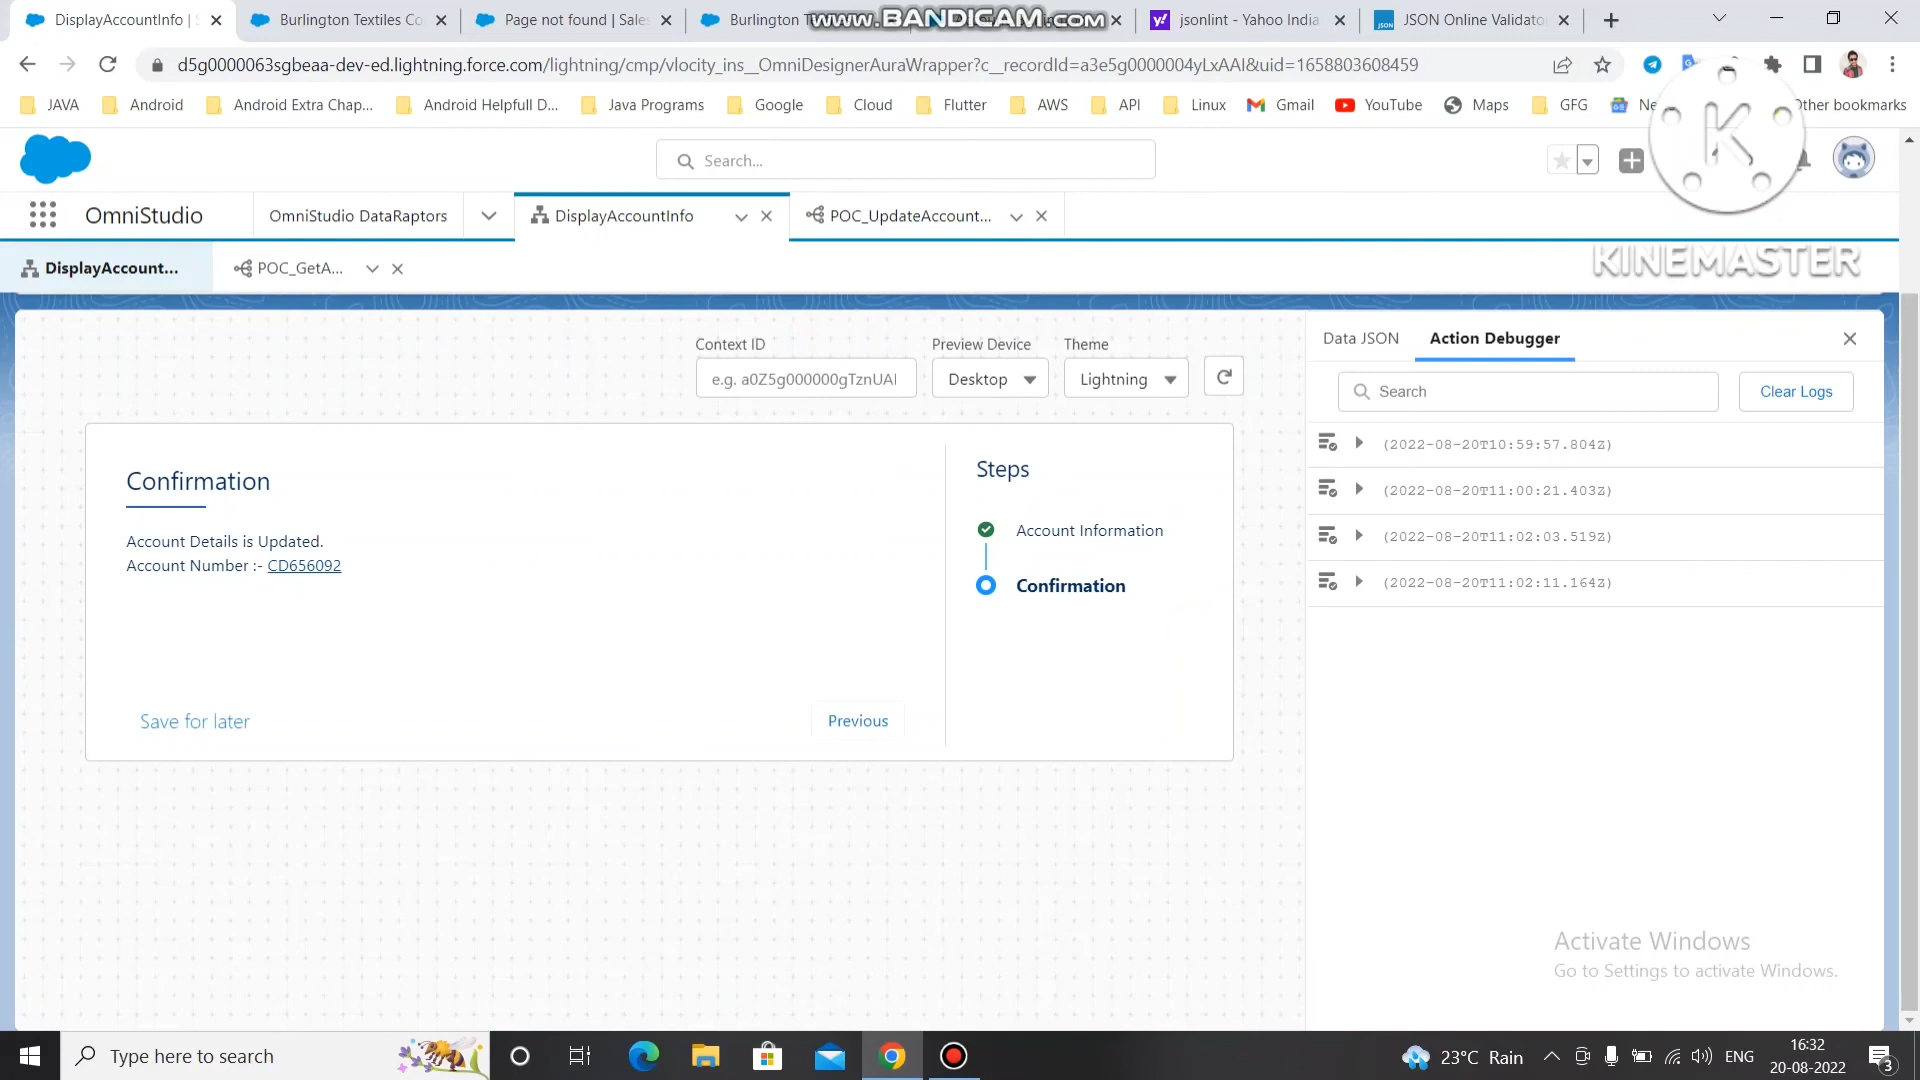 DisplayAccountInfo |
Burlington Textiles Co
Page not found | Sales
Burlington T
www.BANDICAM.com
jsonlint - Yahoo India
JSON Online Validato
d5g0000063sgbeaa-dev-ed.lightning.force.com/lightning/cmp/vlocity_ins__OmniDesignerAuraWrapper?c__recordId=a3e5g0000004yLxAAI&uid=1658803608459
JAVA
Android
Android Extra Chap...
Android Helpfull D...
Java Programs
Google
Cloud
Flutter
AWS
API
Linux
Gmail
YouTube
Maps
GFG
Other bookmarks
Search...
K
OmniStudio
OmniStudio DataRaptors
DisplayAccountInfo
POC_UpdateAccount...
KINEMASTER
DisplayAccount...
POC_GetA...
Context ID
Preview Device
Theme
e.g. a0Z5g000000gTznUAI
Desktop
Lightning
Data JSON
Action Debugger
Search
Clear Logs
(2022-08-20T10:59:57.804Z)
(2022-08-20T11:00:21.403Z)
(2022-08-20T11:02:03.519Z)
(2022-08-20T11:02:11.164Z)
Confirmation
Account Details is Updated.
Account Number :- CD656092
Save for later
Previous
Steps
Account Information
Confirmation
Activate Windows
Go to Settings to activate Windows.
Type here to search
23°C Rain
ENG
16:32
20-08-2022
3